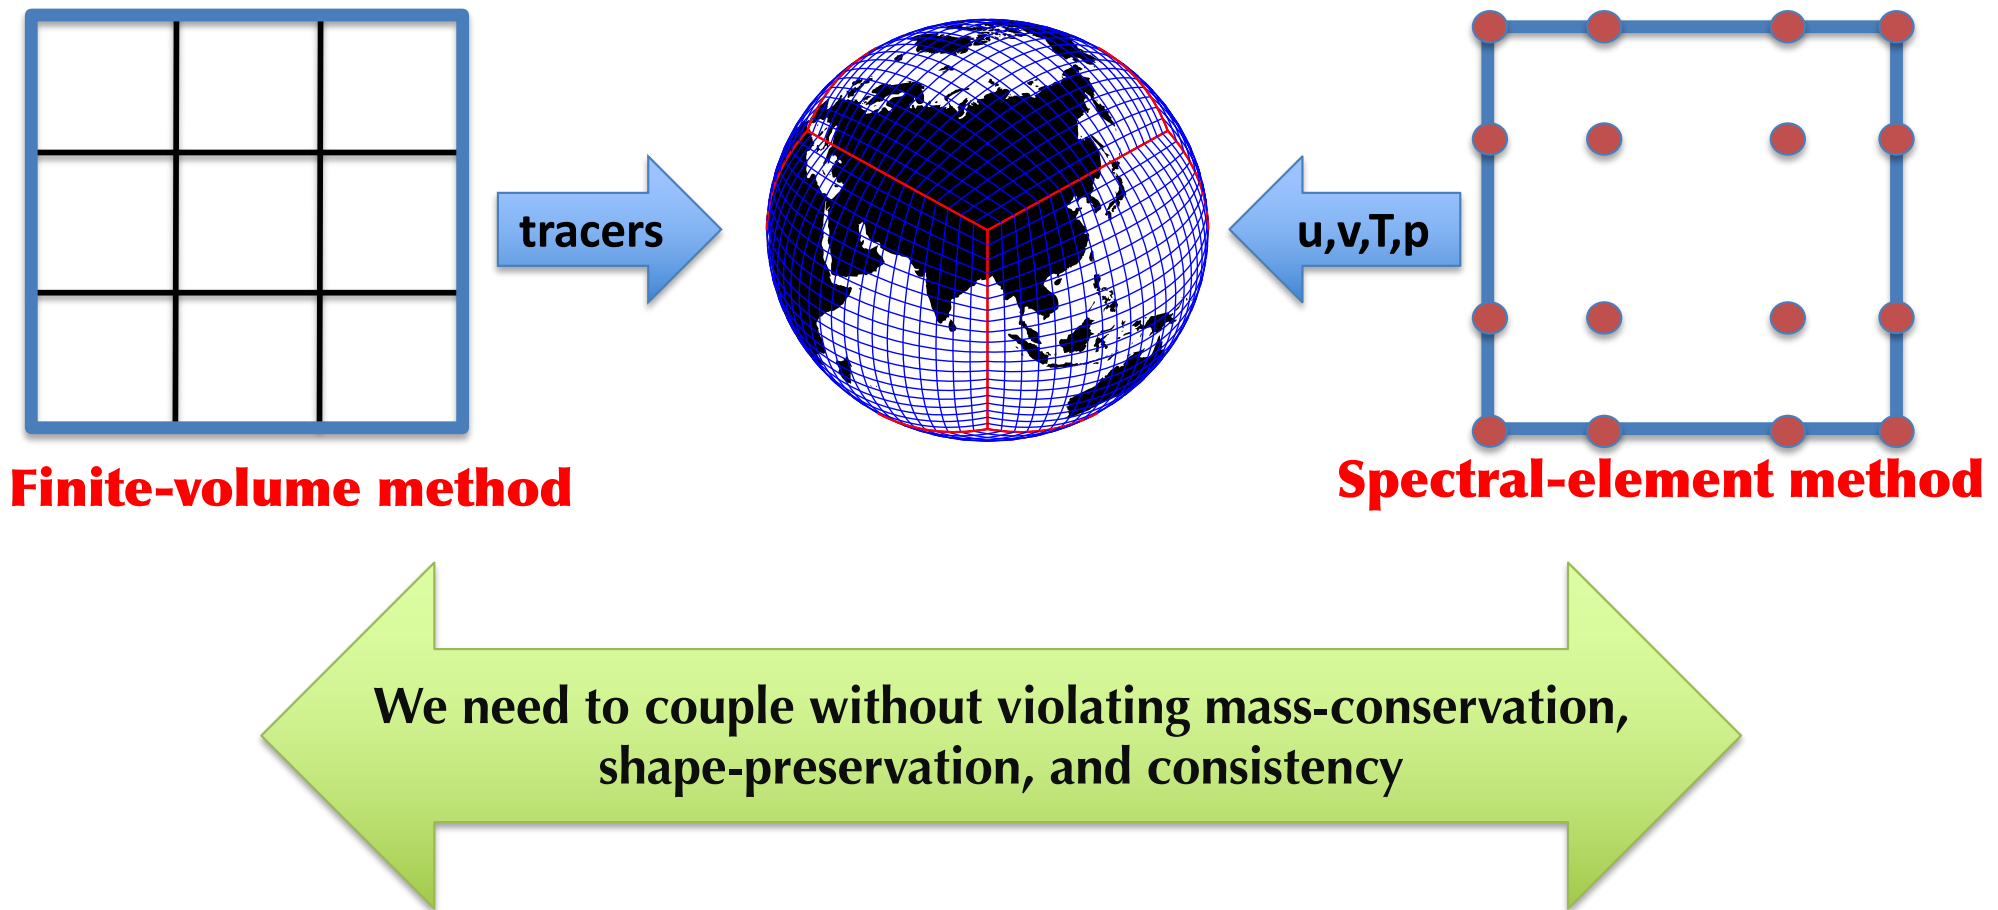 tracers
u,v,T,p
Finite-volume method
Spectral-element method
We need to couple without violating mass-conservation,
shape-preservation, and consistency